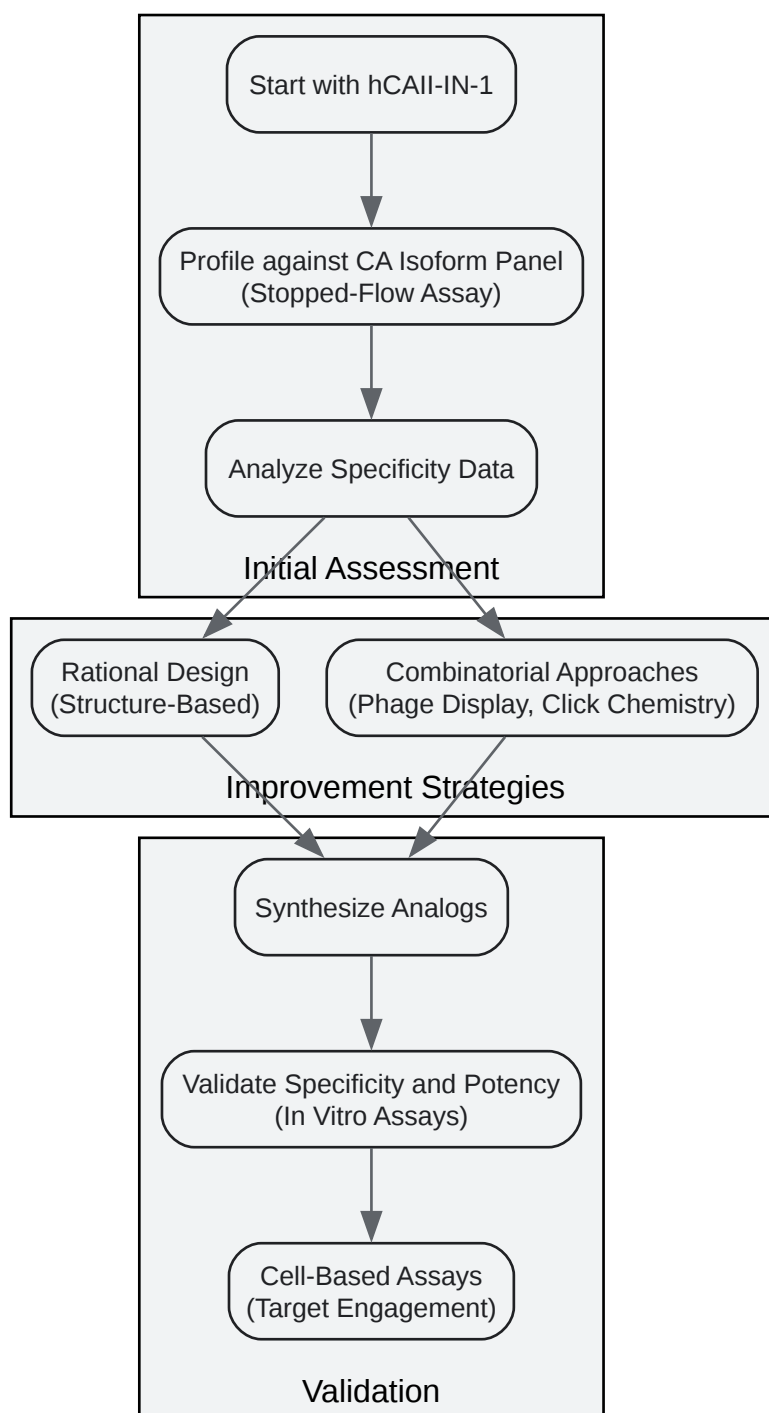 Start with hCAII-IN-1
Profile against CA Isoform Panel
(Stopped-Flow Assay)
Analyze Specificity Data
Initial Assessment
Rational Design
(Structure-Based)
Combinatorial Approaches
(Phage Display, Click Chemistry)
Improvement Strategies
Synthesize Analogs
Validate Specificity and Potency
(In Vitro Assays)
Cell-Based Assays
(Target Engagement)
Validation